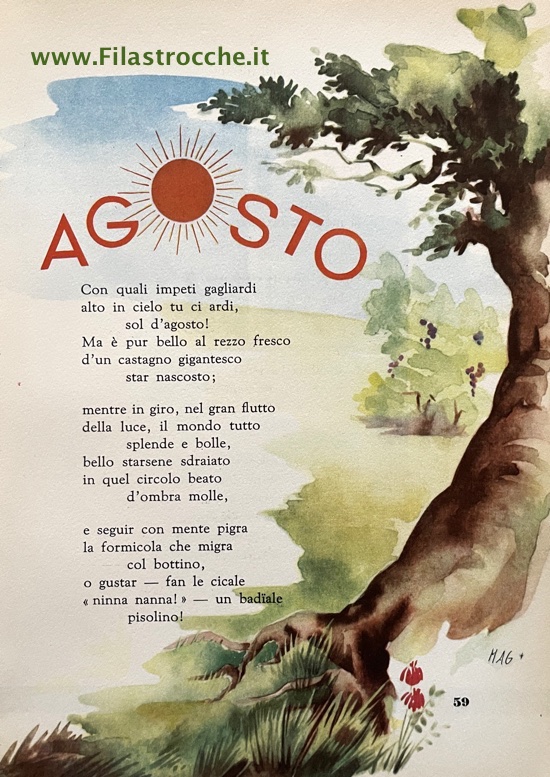 www.Filastrocche.it
AGOSTO
Con quali impeti gagliardi
alto in cielo tu ci ardi,
sol d'agosto!
Ma è pur bello al rezzo fresco
d'un castagno gigantesco
star nascosto;
mentre in giro, nel gran flutto
della luce, il mondo tutto
splende e bolle,
bello starsene sdraiato
in quel circolo beato
d'ombra molle,
e seguir con mente pigra
la formicola che migra
col bottino,
o gustar — fan le cicale
« ninna nanna! » — un badïale
pisolino!
MAG
59